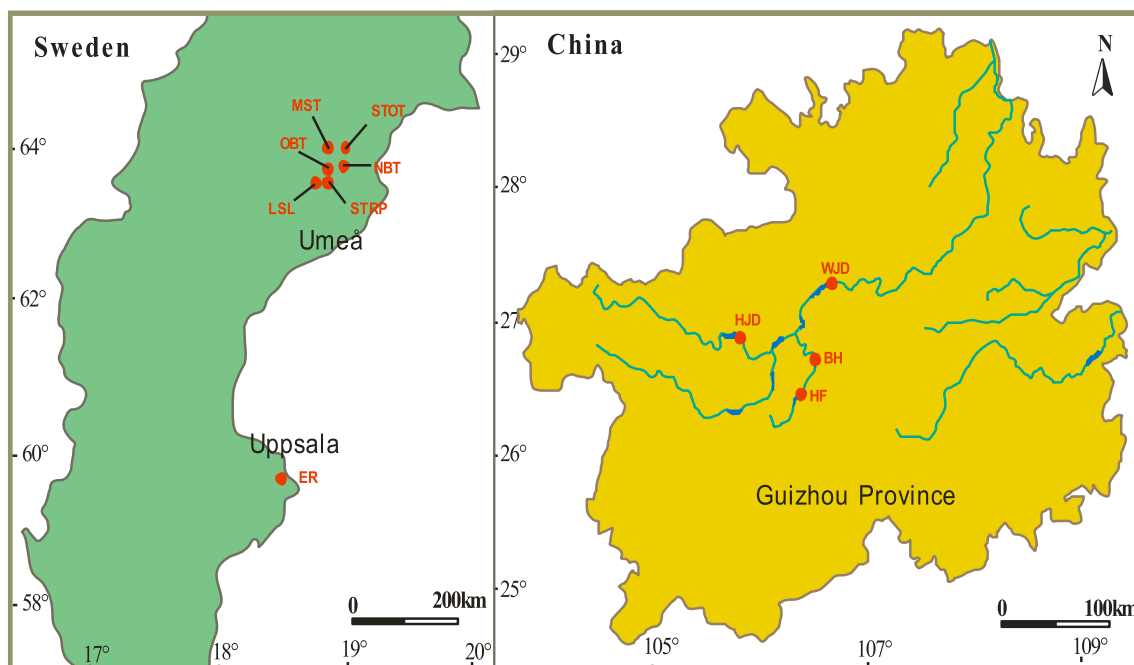 Sweden
MST
STOT
OBT
NBT
LSL
STRP
Umeå
Uppsala
ER
64°
62°
60°
58°
0
200km
17°
18°
19°
20°
China
N
29°
28°
27
26°
25°
WJD
HJD
BH
HF
Guizhou Province
0
100km
105°
107°
109°